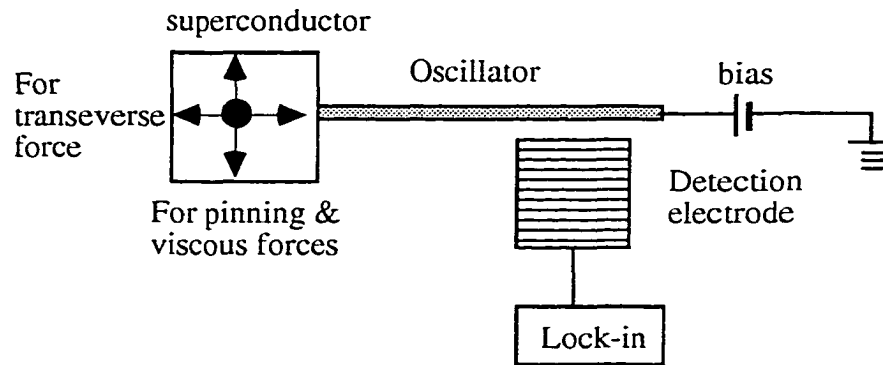 superconductor
For
transeverse
force
Oscillator
bias
For pinning &
viscous forces
Detection
electrode
Lock-in